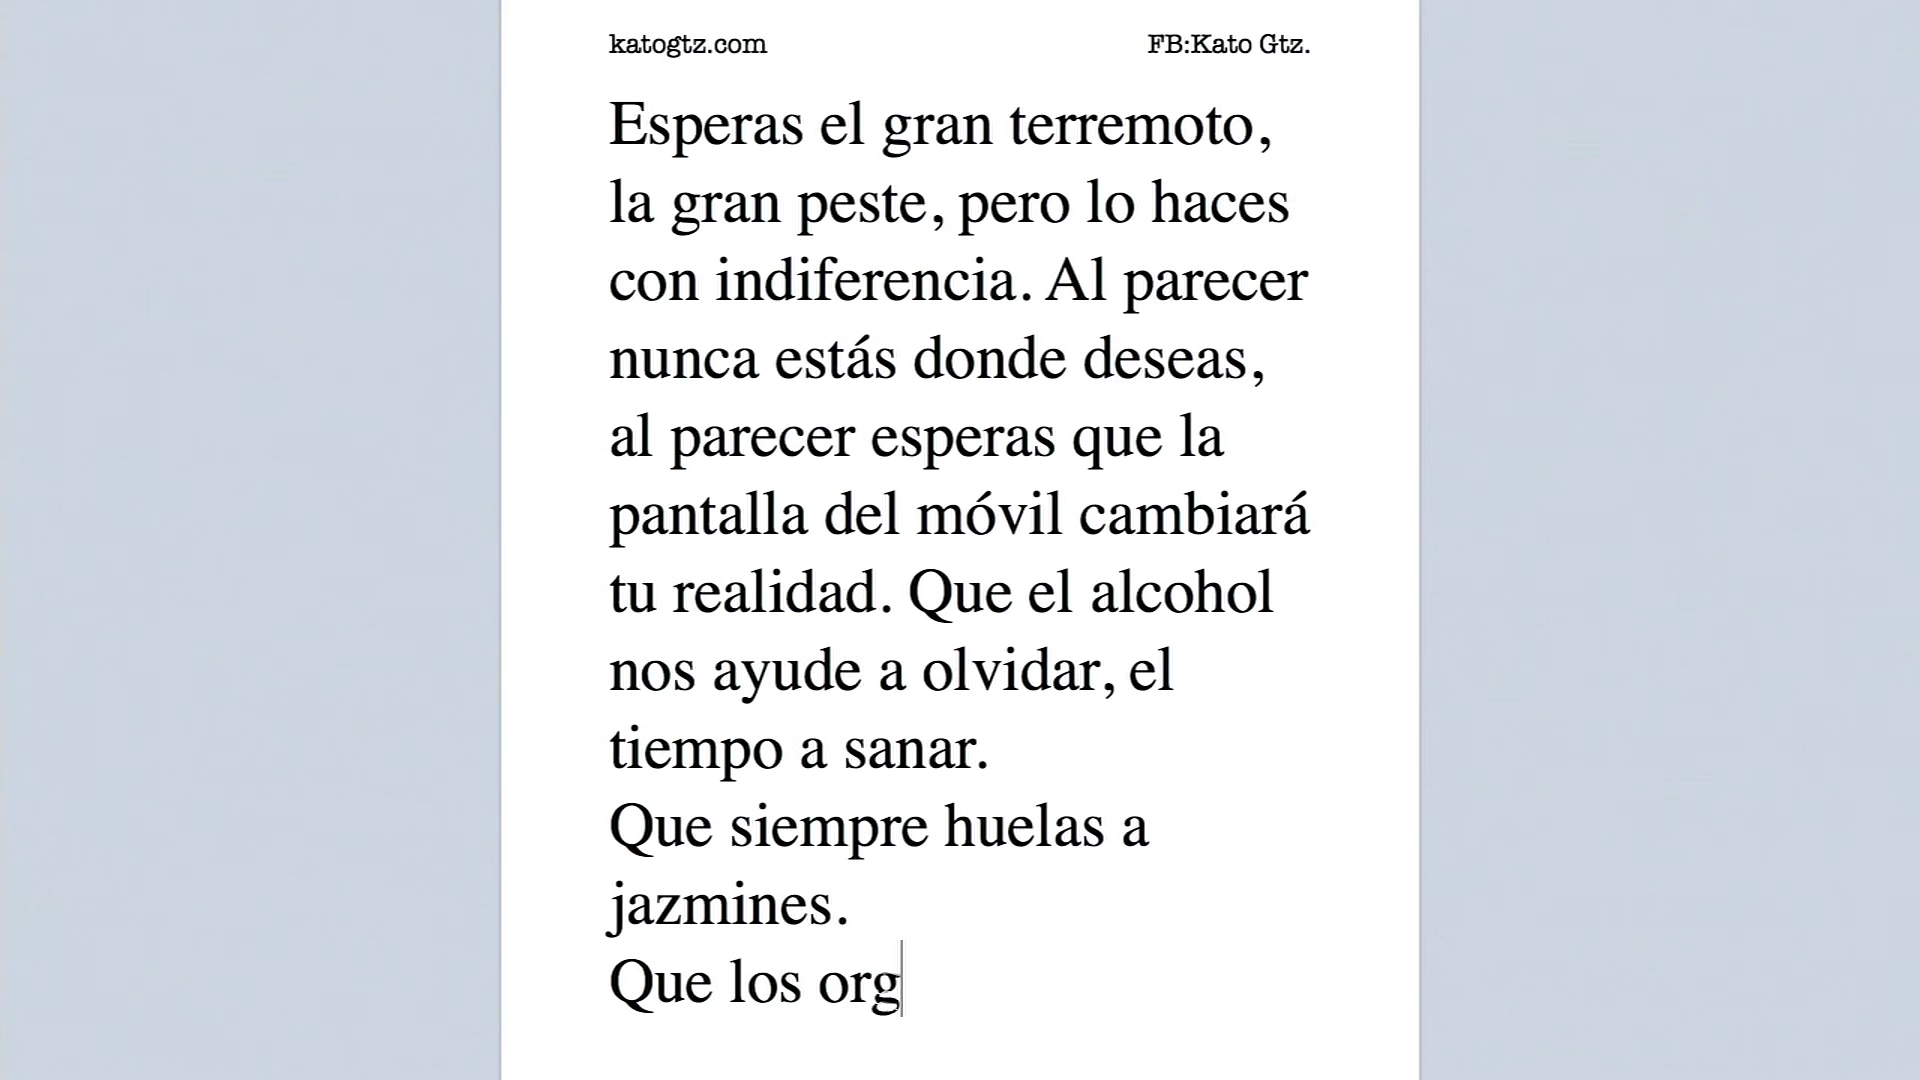 katogtz.com FB:Kato Gtz.
Esperas el gran terremoto,
la gran peste, pero lo haces
con indiferencia. Al parecer
nunca estás donde deseas,
al parecer esperas que la
pantalla del móvil cambiará
tu realidad. Que el alcohol
nos ayude a olvidar, el
tiempo a sanar.
Que siempre huelas a
jazmines.
Que los org